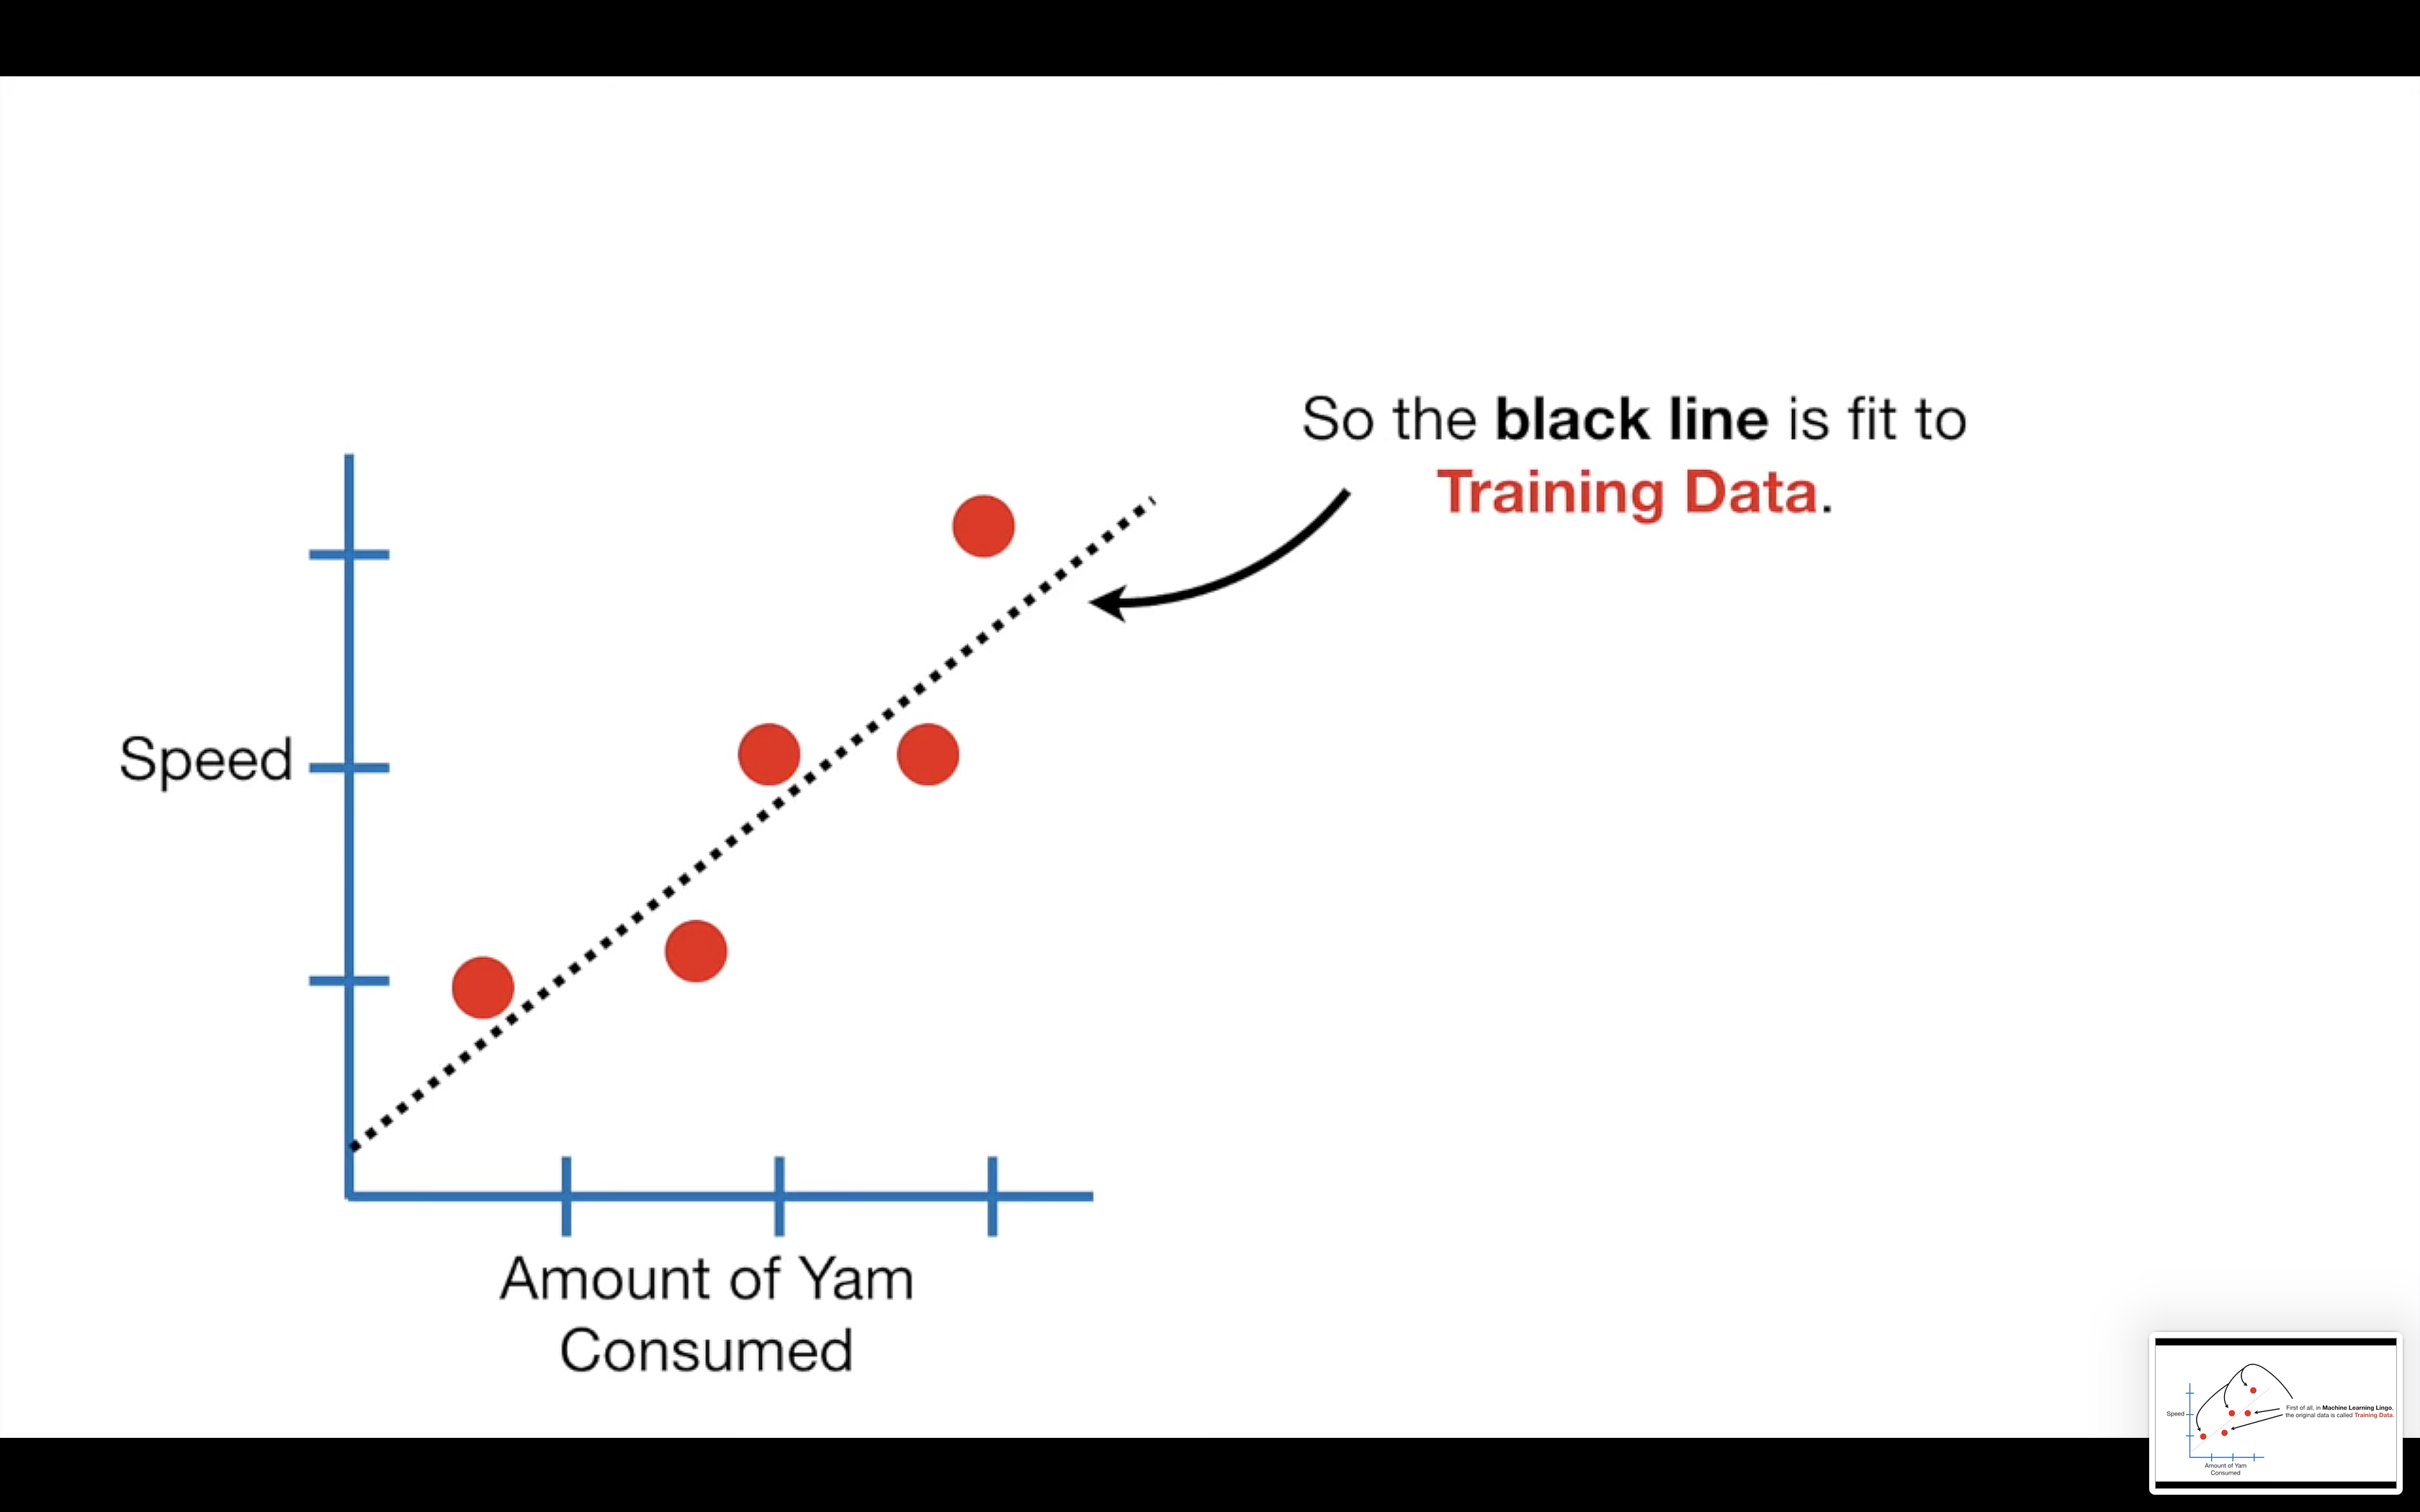 So the black line is fit to
Training Data.
Speed
Amount of Yam
Consumed
First of all, in Machine Learning Lingo,
the original data is called Training Data.
Speed
Amount of Yam
Consumed